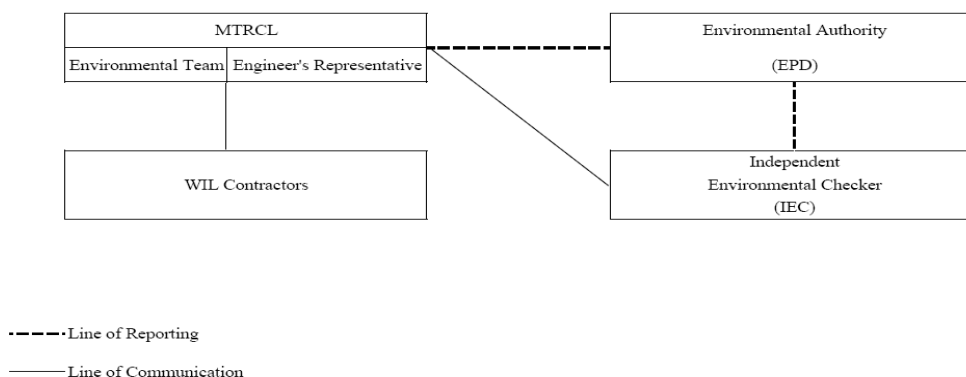 MTRCL
Environmental Team
Engineer's Representative
Environmental Authority
(EPD)
WIL Contractors
Independent
Environmental Checker
(IEC)
Line of Reporting
Line of Communication